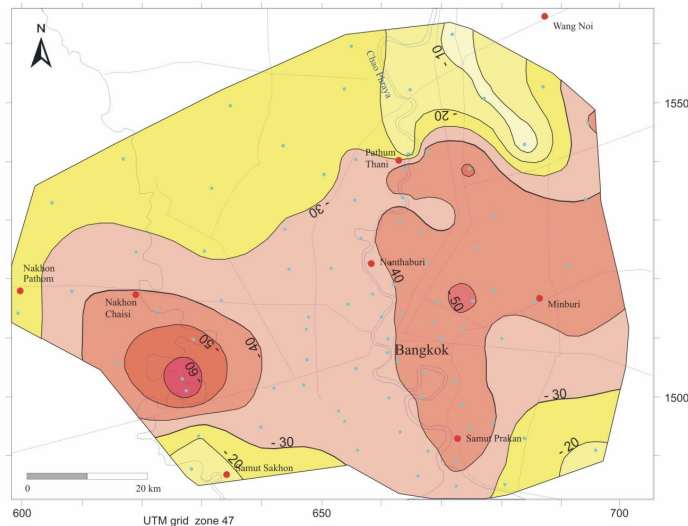 N
Wang Noi
Chao Phraya
- 10
1550
- 20
Pathum
Thani
- 30
Nonthaburi
40
Nakhon
Pathom
Nakhon
Chaisi
50
Minburi
- 50
- 40
Bangkok
- 60
1500
- 30
- 30
Samut Prakan
- 20
- 20
Samut Sakhon
0
20 km
600
650
700
UTM grid zone 47